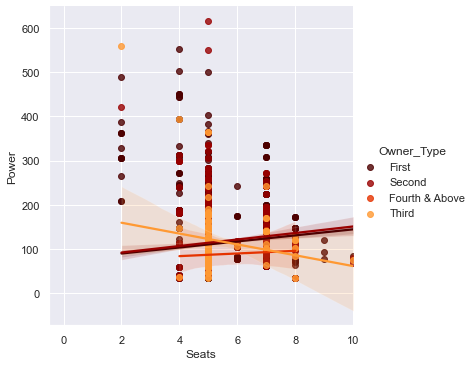 600
500
400
300
200
100
0
Power
0 2 4 6 8 10
Seats
Owner_Type
First
Second
Fourth & Above
Third